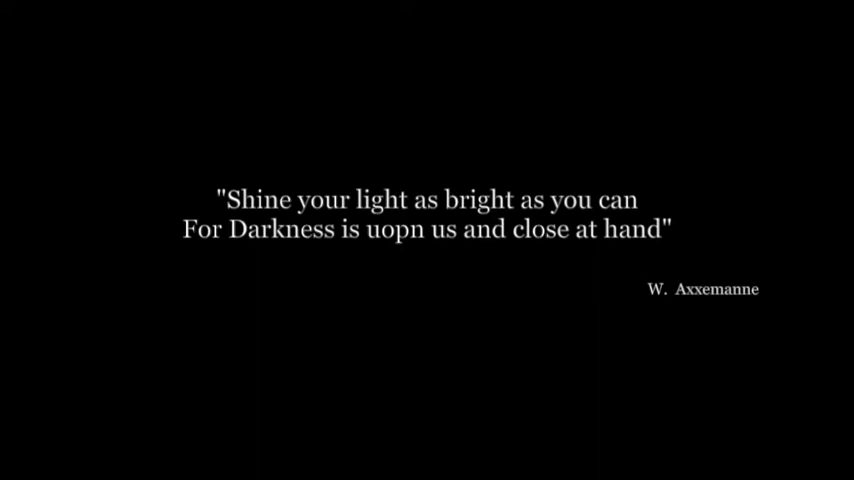 "Shine your light as bright as you can
For Darkness is uopn us and close at hand"
W. Axxemanne